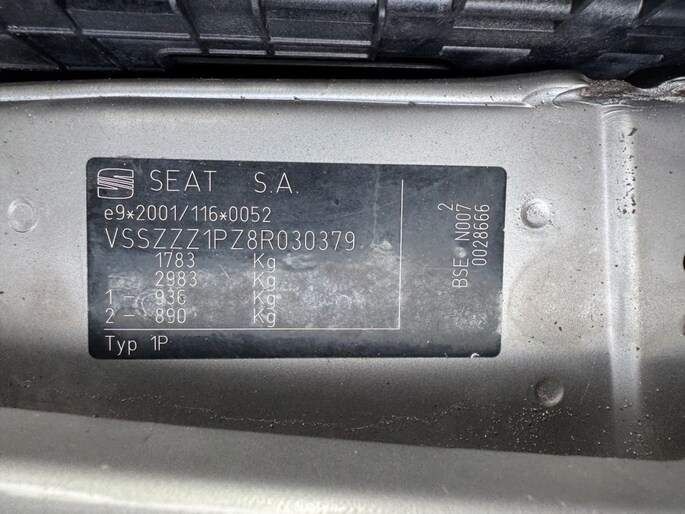 SEAT S.A.
e9*2001/116*0052
VSSZZZ1PZ8R030379
1783 Kg
2983 Kg
1 - 936 Kg
2 - 890 Kg
Typ 1P
2
BSE N007
0028666